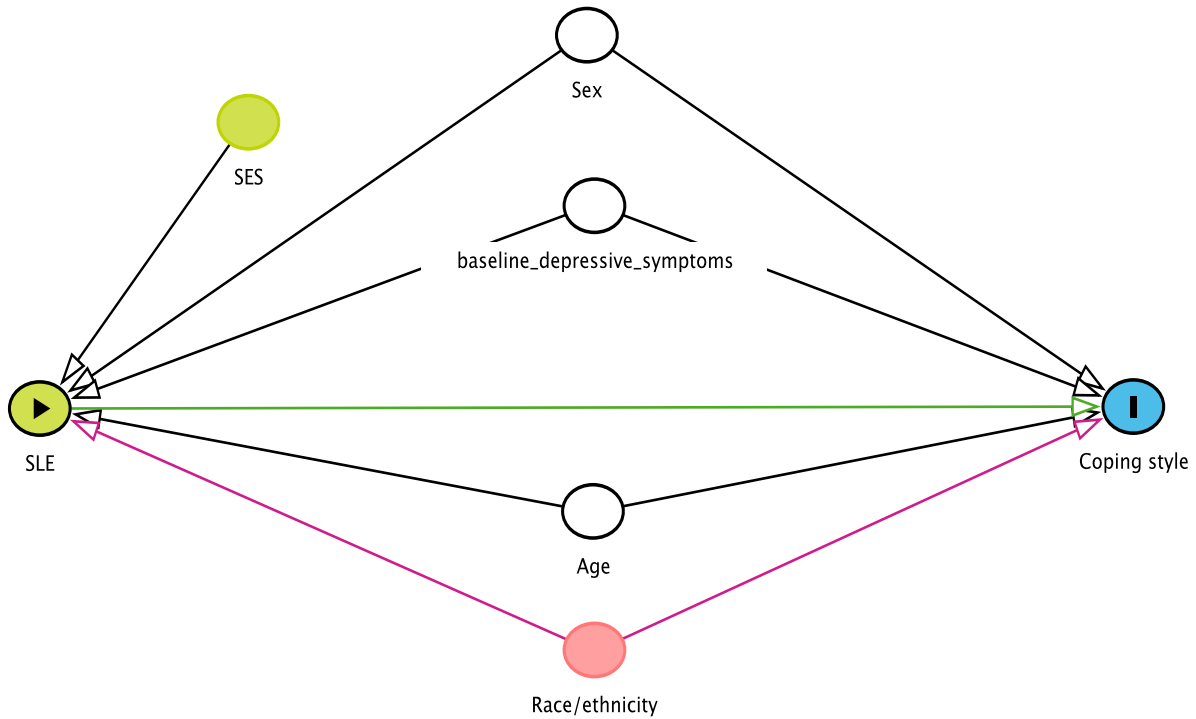 Sex
SES
baseline_depressive_symptoms
SLE
Coping style
Age
Race/ethnicity